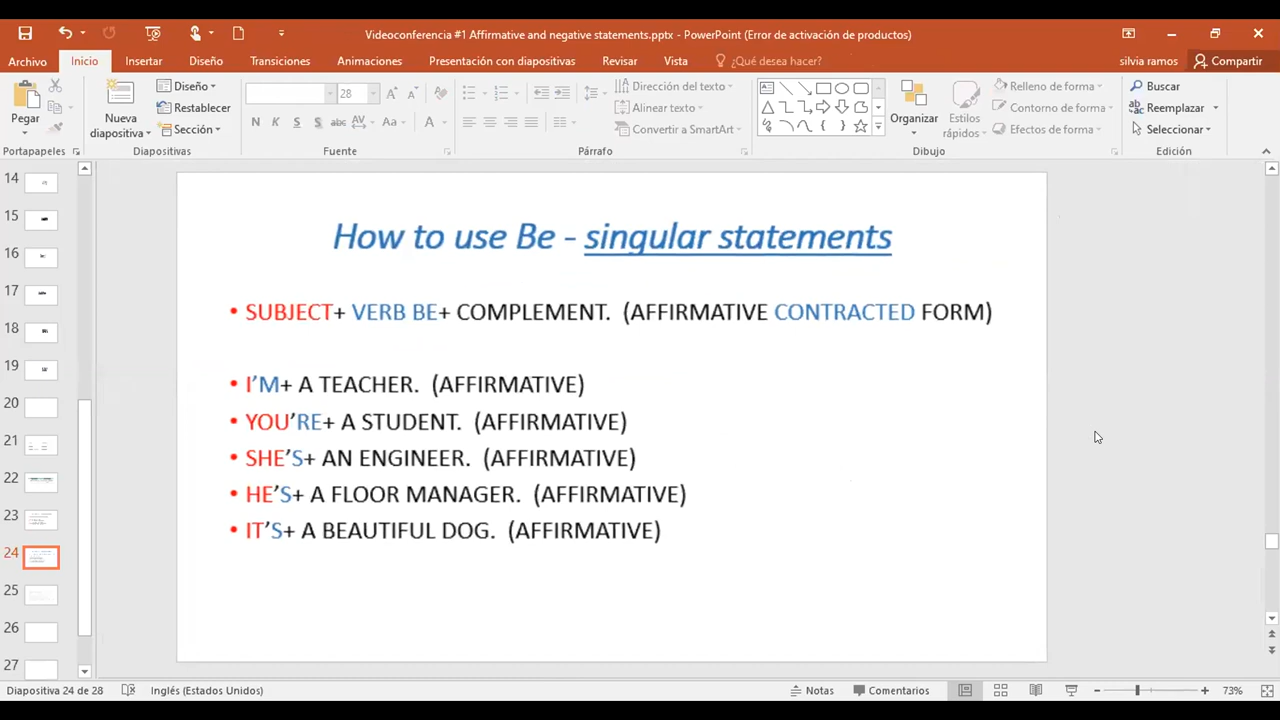 Videoconferencia #1 Affirmative and negative statements.pptx - PowerPoint (Error de activación de productos)
Archivo Inicio Insertar Diseño Transiciones Animaciones Presentación con diapositivas Revisar Vista ¿Qué desea hacer? silvia ramos Compartir
Pegar
Nueva diapositiva
Diseño
Restablecer
Sección
28
N K S S abc AV Aa A
Dirección del texto
Alinear texto
Convertir a SmartArt
Organizar
Estilos rápidos
Relleno de forma
Contorno de forma
Efectos de forma
Buscar
Reemplazar
Seleccionar
Portapapeles Diapositivas Fuente Párrafo Dibujo Edición
14
15
16
17
18
19
20
21
22
23
24
25
26
27
How to use Be - singular statements
• SUBJECT+ VERB BE+ COMPLEMENT. (AFFIRMATIVE CONTRACTED FORM)
• I’M+ A TEACHER. (AFFIRMATIVE)
• YOU’RE+ A STUDENT. (AFFIRMATIVE)
• SHE’S+ AN ENGINEER. (AFFIRMATIVE)
• HE’S+ A FLOOR MANAGER. (AFFIRMATIVE)
• IT’S+ A BEAUTIFUL DOG. (AFFIRMATIVE)
Diapositiva 24 de 28 Inglés (Estados Unidos) Notas Comentarios 73%